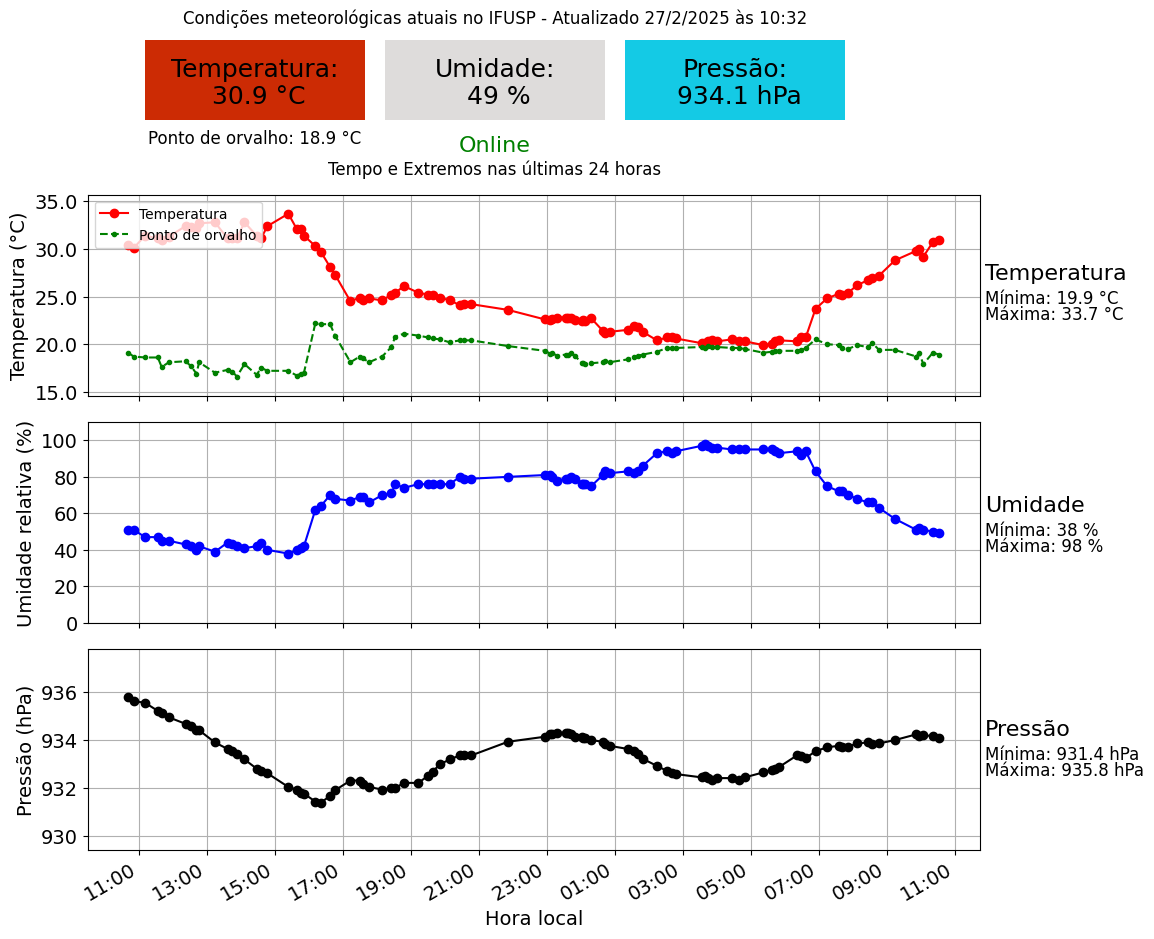 Condições meteorológicas atuais no IFUSP - Atualizado 27/2/2025 às 10:32
Temperatura:
30.9 °C
Umidade:
49 %
Pressão:
934.1 hPa
Ponto de orvalho: 18.9 °C
Online
Tempo e Extremos nas últimas 24 horas
Temperatura (°C)
35.0
30.0
25.0
20.0
15.0
Temperatura
Ponto de orvalho
Temperatura
Mínima: 19.9 °C
Máxima: 33.7 °C
Umidade relativa (%)
100
80
60
40
20
0
Umidade
Mínima: 38 %
Máxima: 98 %
Pressão (hPa)
936
934
932
930
Pressão
Mínima: 931.4 hPa
Máxima: 935.8 hPa
11:00 13:00 15:00 17:00 19:00 21:00 23:00 01:00 03:00 05:00 07:00 09:00 11:00
Hora local